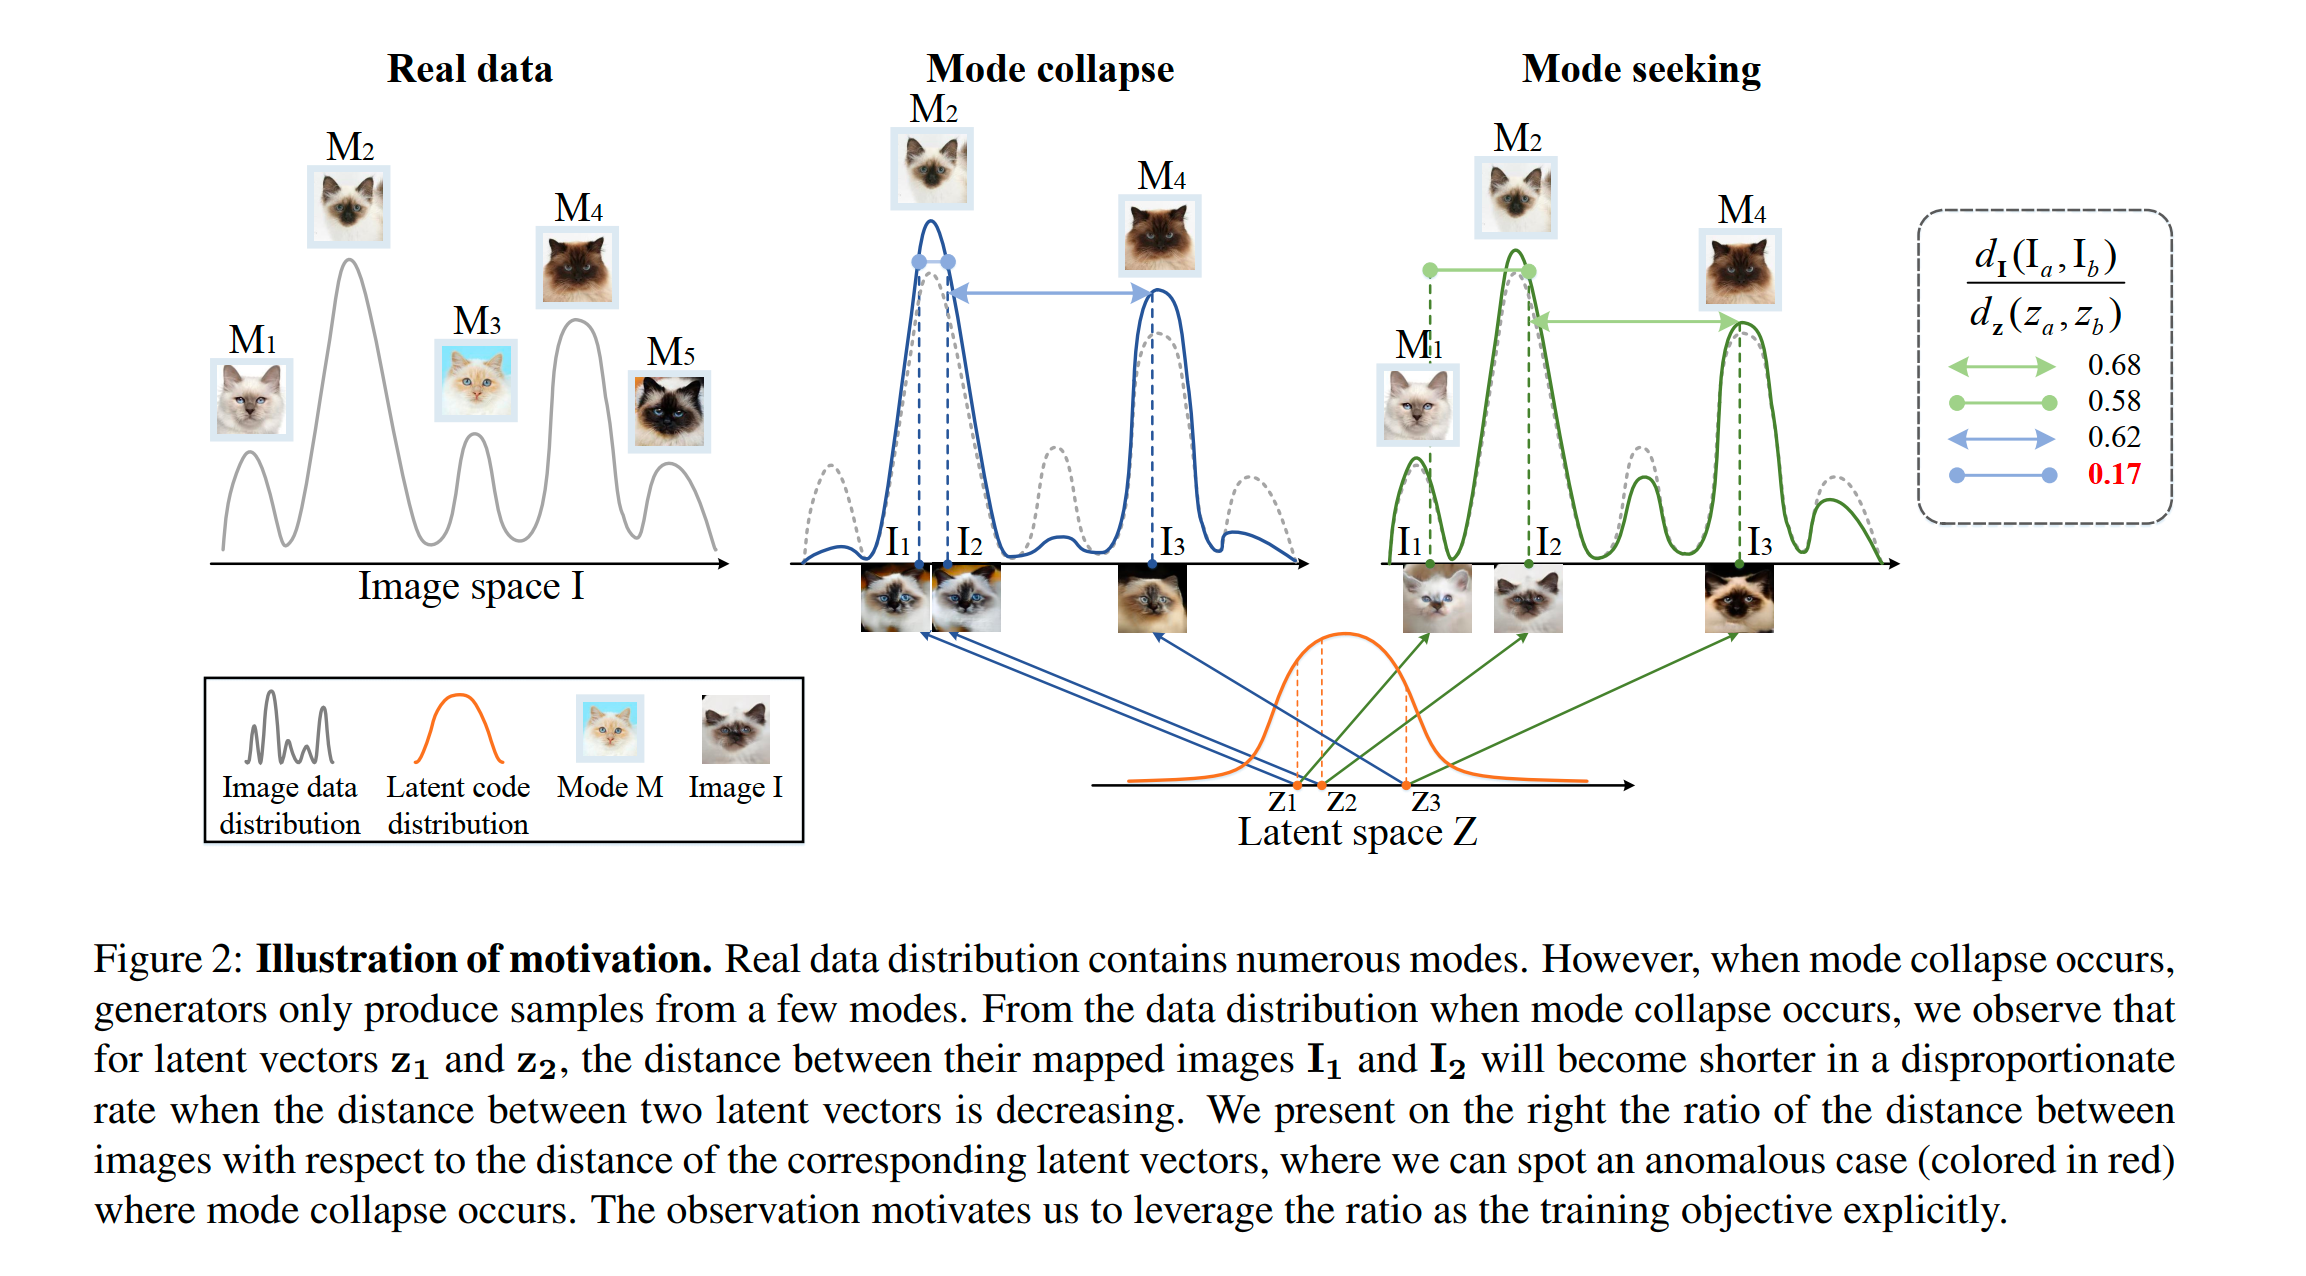 Real data
Mode collapse
Mode seeking
M1
M2
M3
M4
M5
Image space I
M2
M4
I1
I2
I3
M1
M2
M4
I1
I2
I3
dI(Ia, Ib)
dz(za, zb)
0.68
0.58
0.62
0.17
Image data distribution
Latent code distribution
Mode M
Image I
z1
z2
z3
Latent space Z
Figure 2: Illustration of motivation. Real data distribution contains numerous modes. However, when mode collapse occurs,
generators only produce samples from a few modes. From the data distribution when mode collapse occurs, we observe that
for latent vectors z1 and z2, the distance between their mapped images I1 and I2 will become shorter in a disproportionate
rate when the distance between two latent vectors is decreasing. We present on the right the ratio of the distance between
images with respect to the distance of the corresponding latent vectors, where we can spot an anomalous case (colored in red)
where mode collapse occurs. The observation motivates us to leverage the ratio as the training objective explicitly.